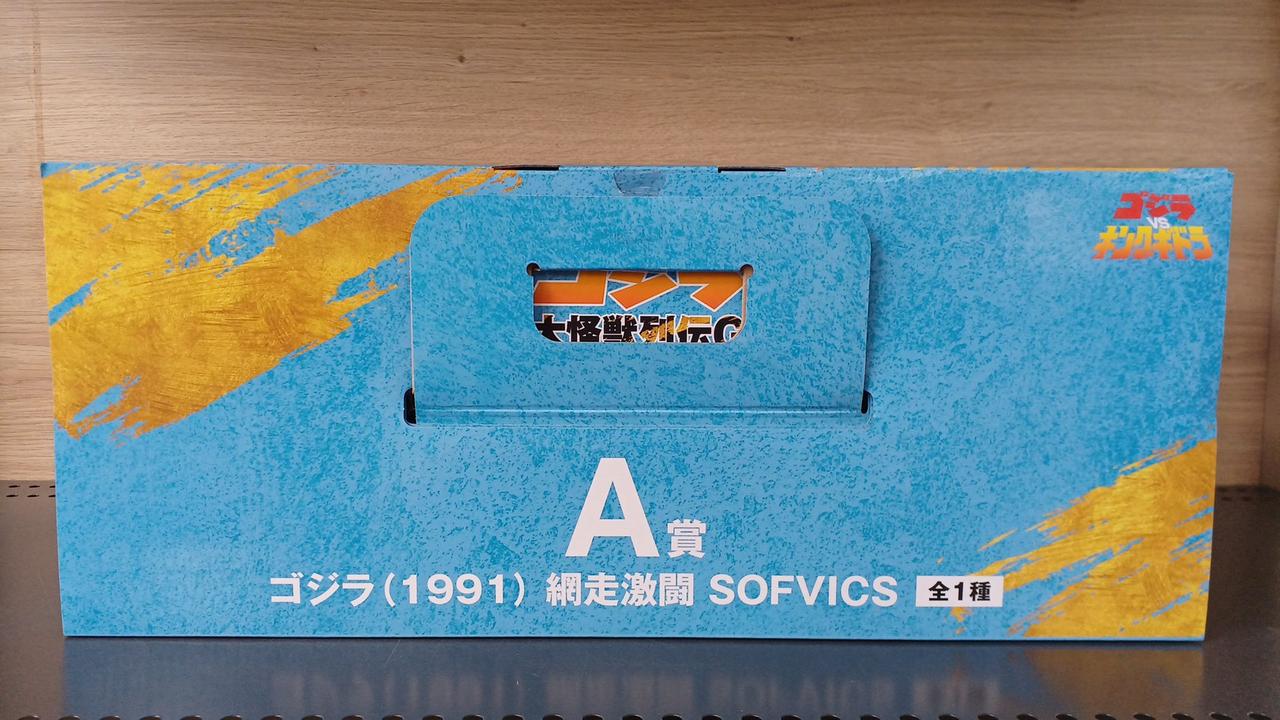 ゴジラ
VS
キングギドラ
ゴジラ
大怪獣列伝G
A賞
ゴジラ(1991) 網走激闘 SOFVICS 全1種